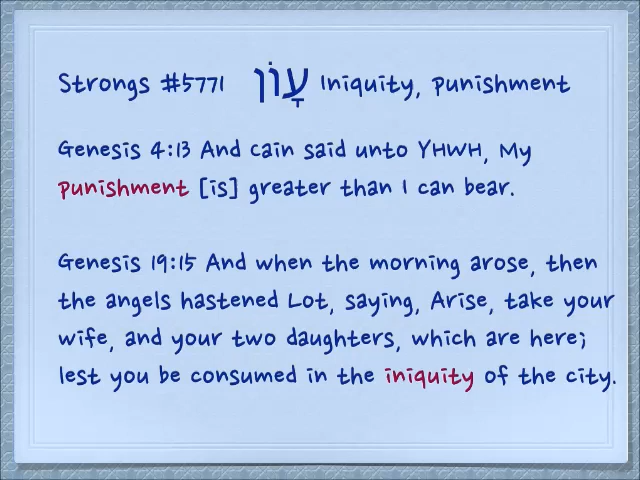 Strongs #5771 עָוֹן Iniquity, punishment
Genesis 4:13 And Cain said unto YHWH, My
punishment [is] greater than I can bear.
Genesis 19:15 And when the morning arose, then
the angels hastened Lot, saying, Arise, take your
wife, and your two daughters, which are here;
lest you be consumed in the iniquity of the city.